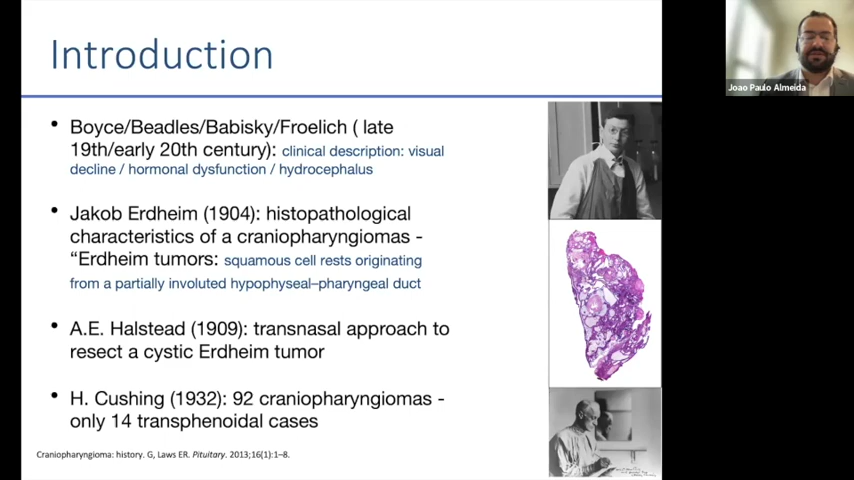 Introduction
Joao Paulo Almeida
• Boyce/Beadles/Babisky/Froelich ( late
19th/early 20th century): clinical description: visual
decline / hormonal dysfunction / hydrocephalus
• Jakob Erdheim (1904): histopathological
characteristics of a craniopharyngiomas -
“Erdheim tumors: squamous cell rests originating
from a partially involuted hypophyseal–pharyngeal duct
• A.E. Halstead (1909): transnasal approach to
resect a cystic Erdheim tumor
• H. Cushing (1932): 92 craniopharyngiomas -
only 14 transphenoidal cases
Craniopharyngioma: history. G, Laws ER. Pituitary. 2013;16(1):1–8.